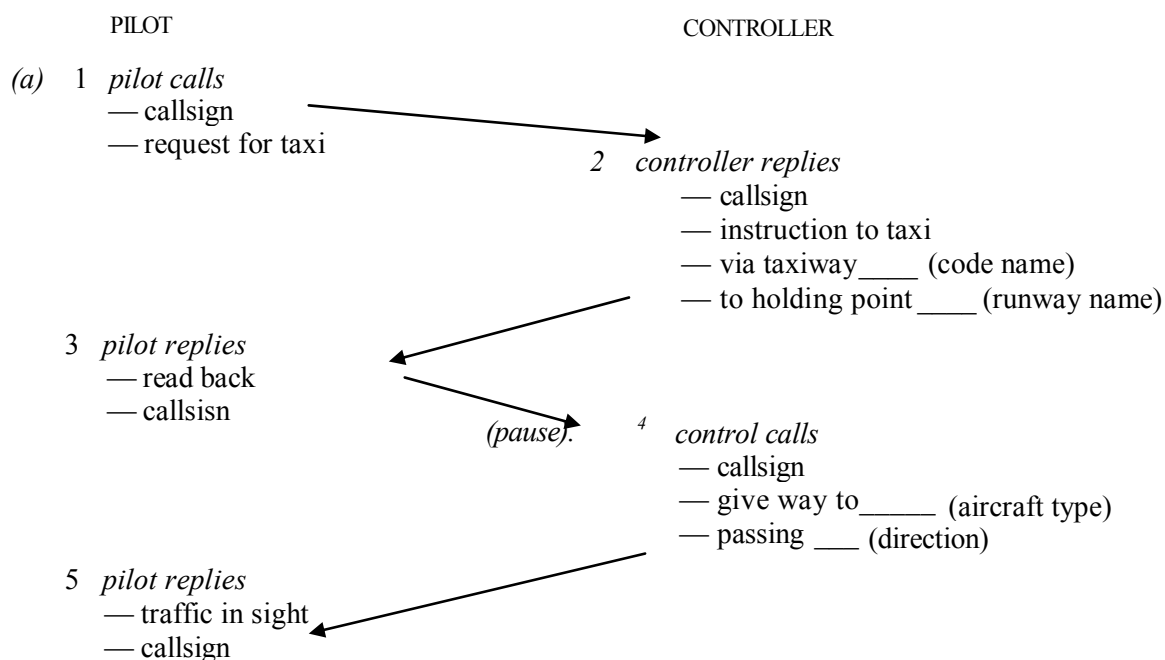 PILOT CONTROLLER
(a) 1 pilot calls
— callsign
— request for taxi
2 controller replies
— callsign
— instruction to taxi
— via taxiway____ (code name)
— to holding point ____ (runway name)
3 pilot replies
— read back
— callsisn
(pause). 4 control calls
— callsign
— give way to_____ (aircraft type)
— passing ___ (direction)
5 pilot replies
— traffic in sight
— callsign